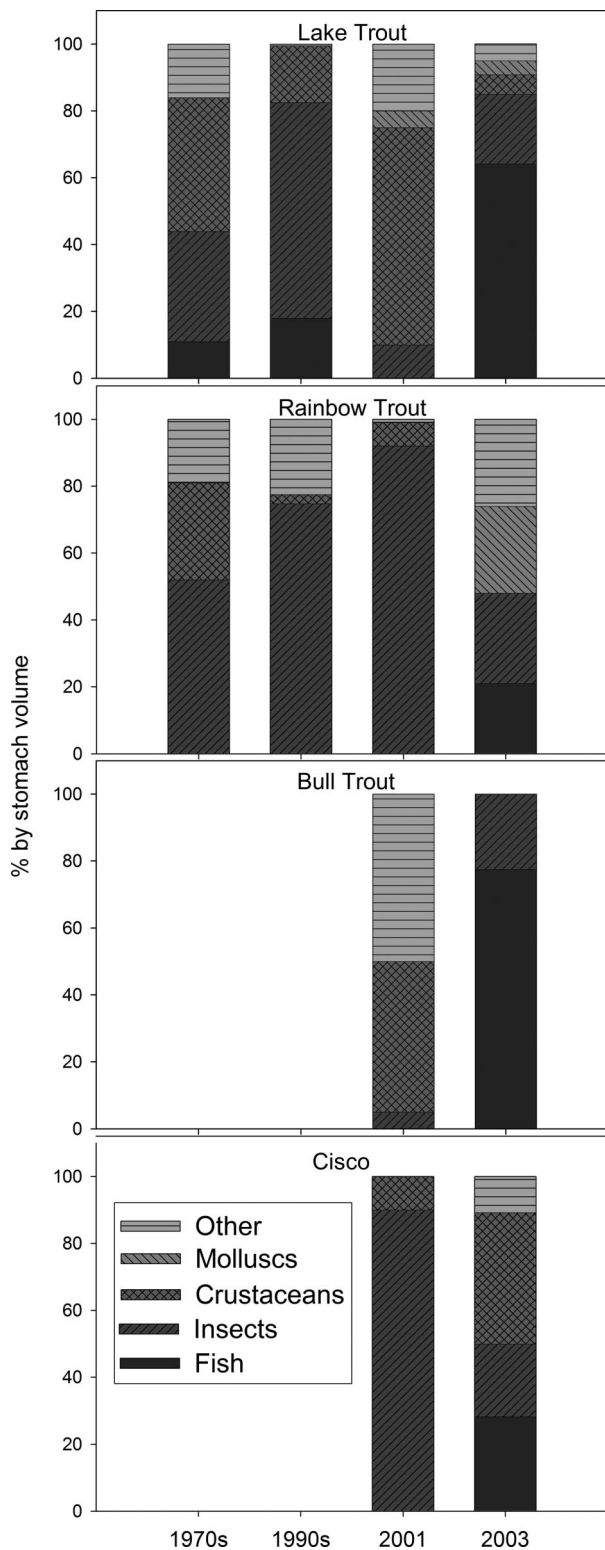 Lake Trout
100
80
60
40
20
0
Rainbow Trout
100
80
60
40
20
0
% by stomach volume
Bull Trout
100
80
60
40
20
0
Cisco
100
80
60
40
20
0
Other
Molluscs
Crustaceans
Insects
Fish
1970s 1990s 2001 2003